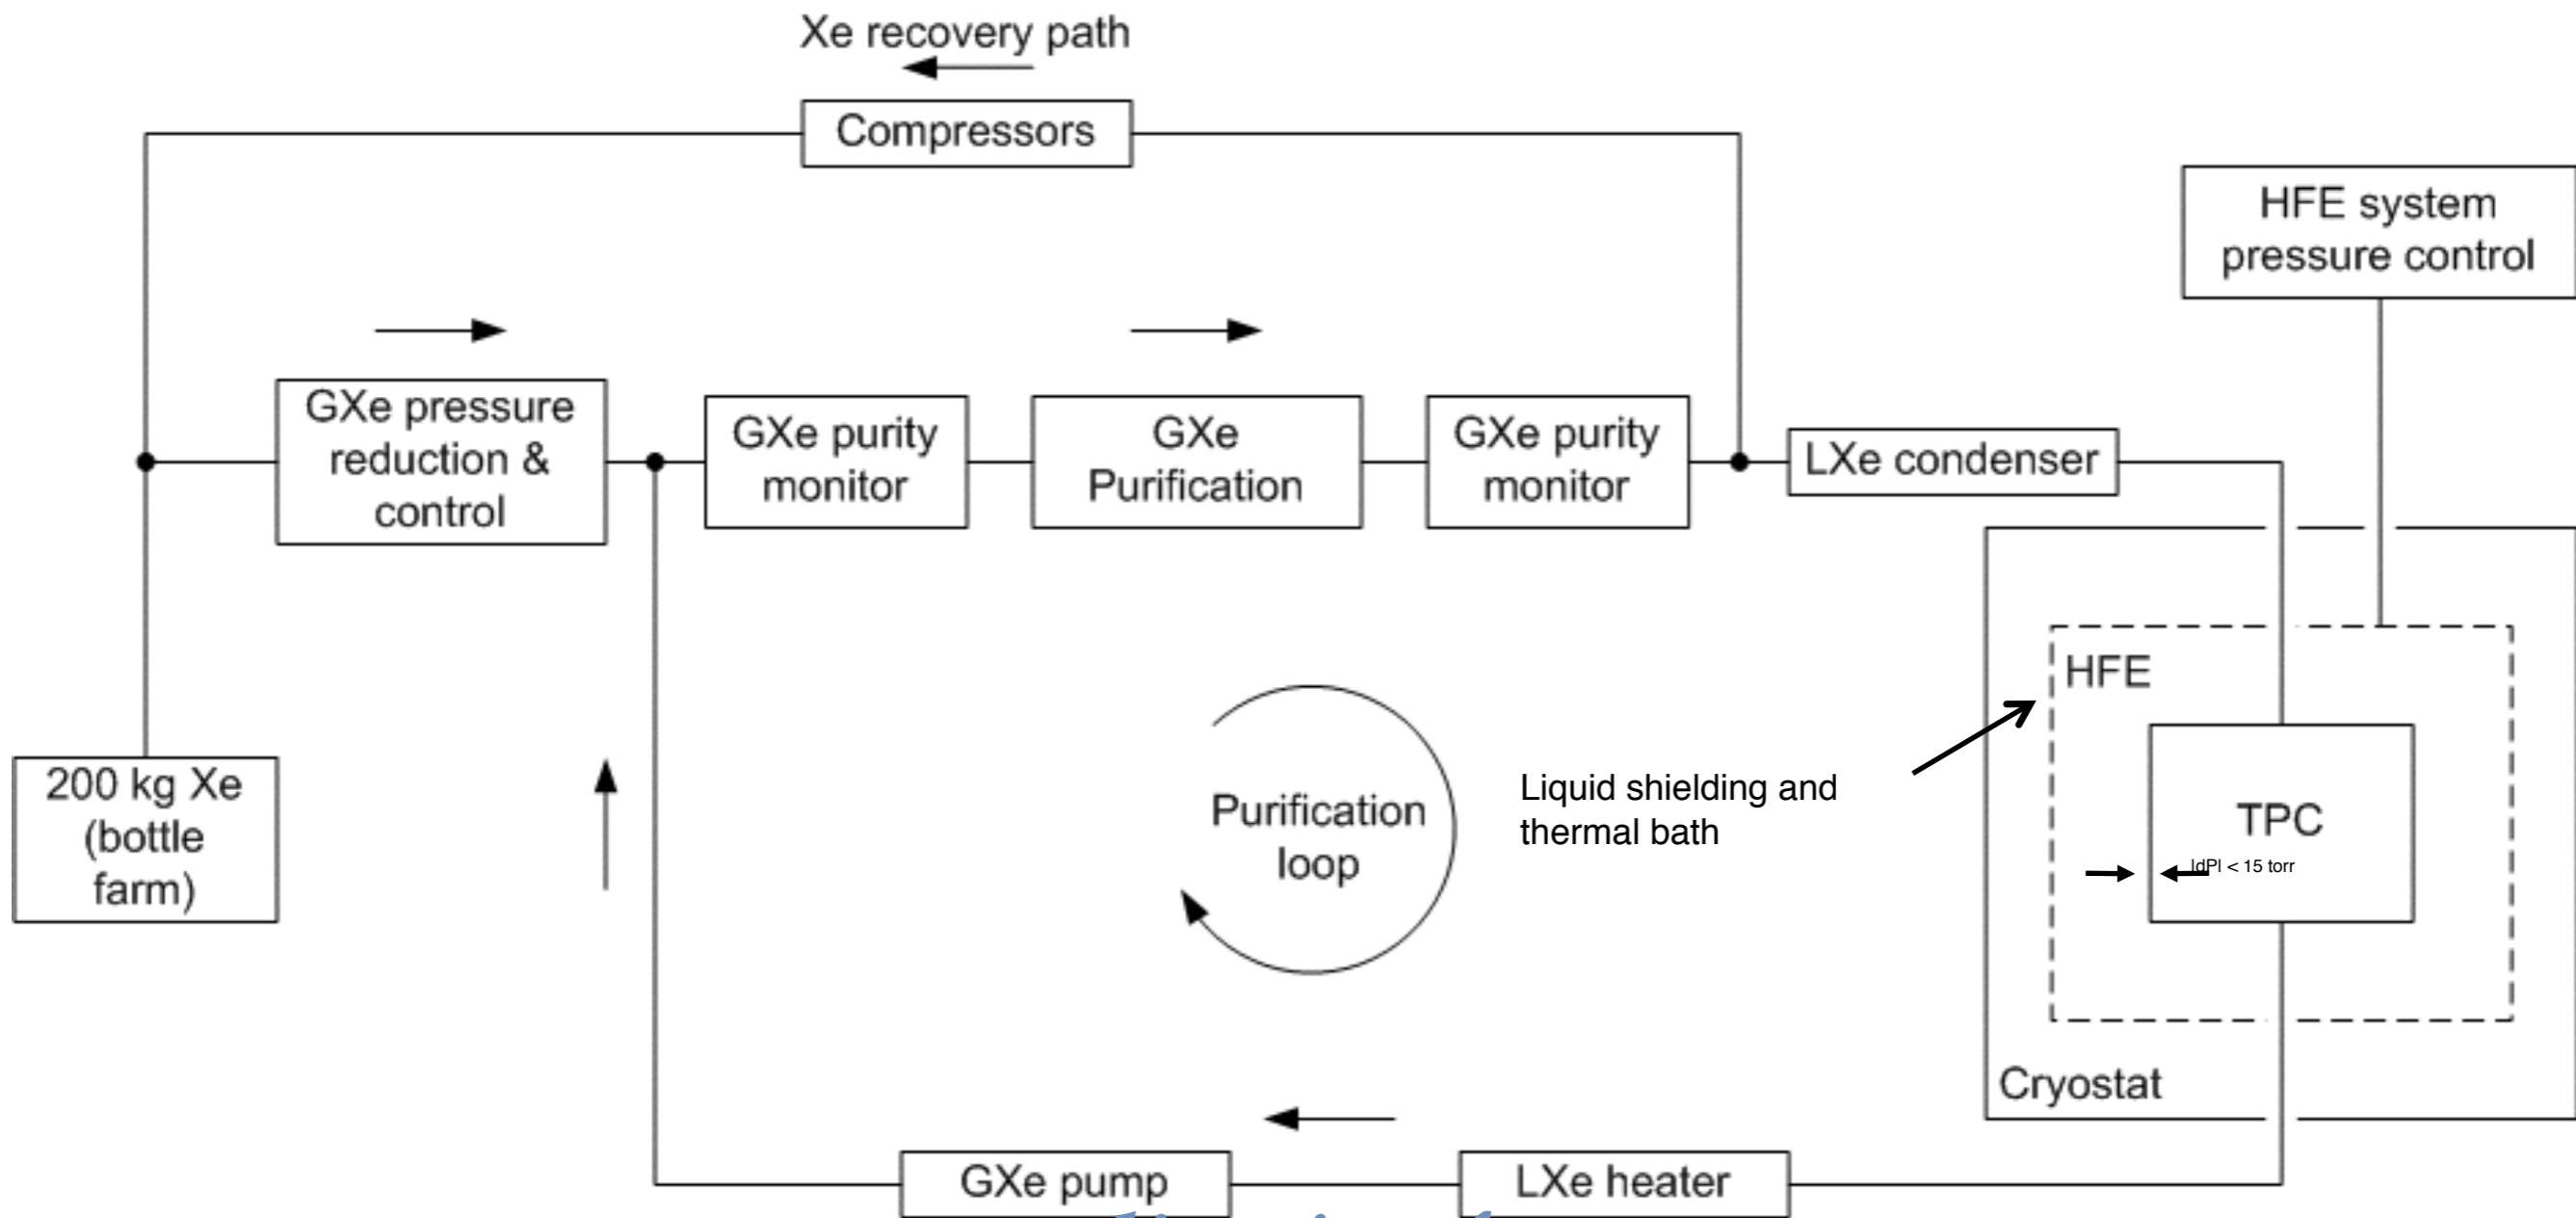 Xe recovery path
Compressors
HFE system
pressure control
GXe pressure
reduction &
control
GXe purity
monitor
GXe
Purification
GXe purity
monitor
LXe condenser
HFE
200 kg Xe
(bottle
farm)
Purification
loop
Liquid shielding and
thermal bath
TPC
|dP| < 15 torr
Cryostat
GXe pump
LXe heater